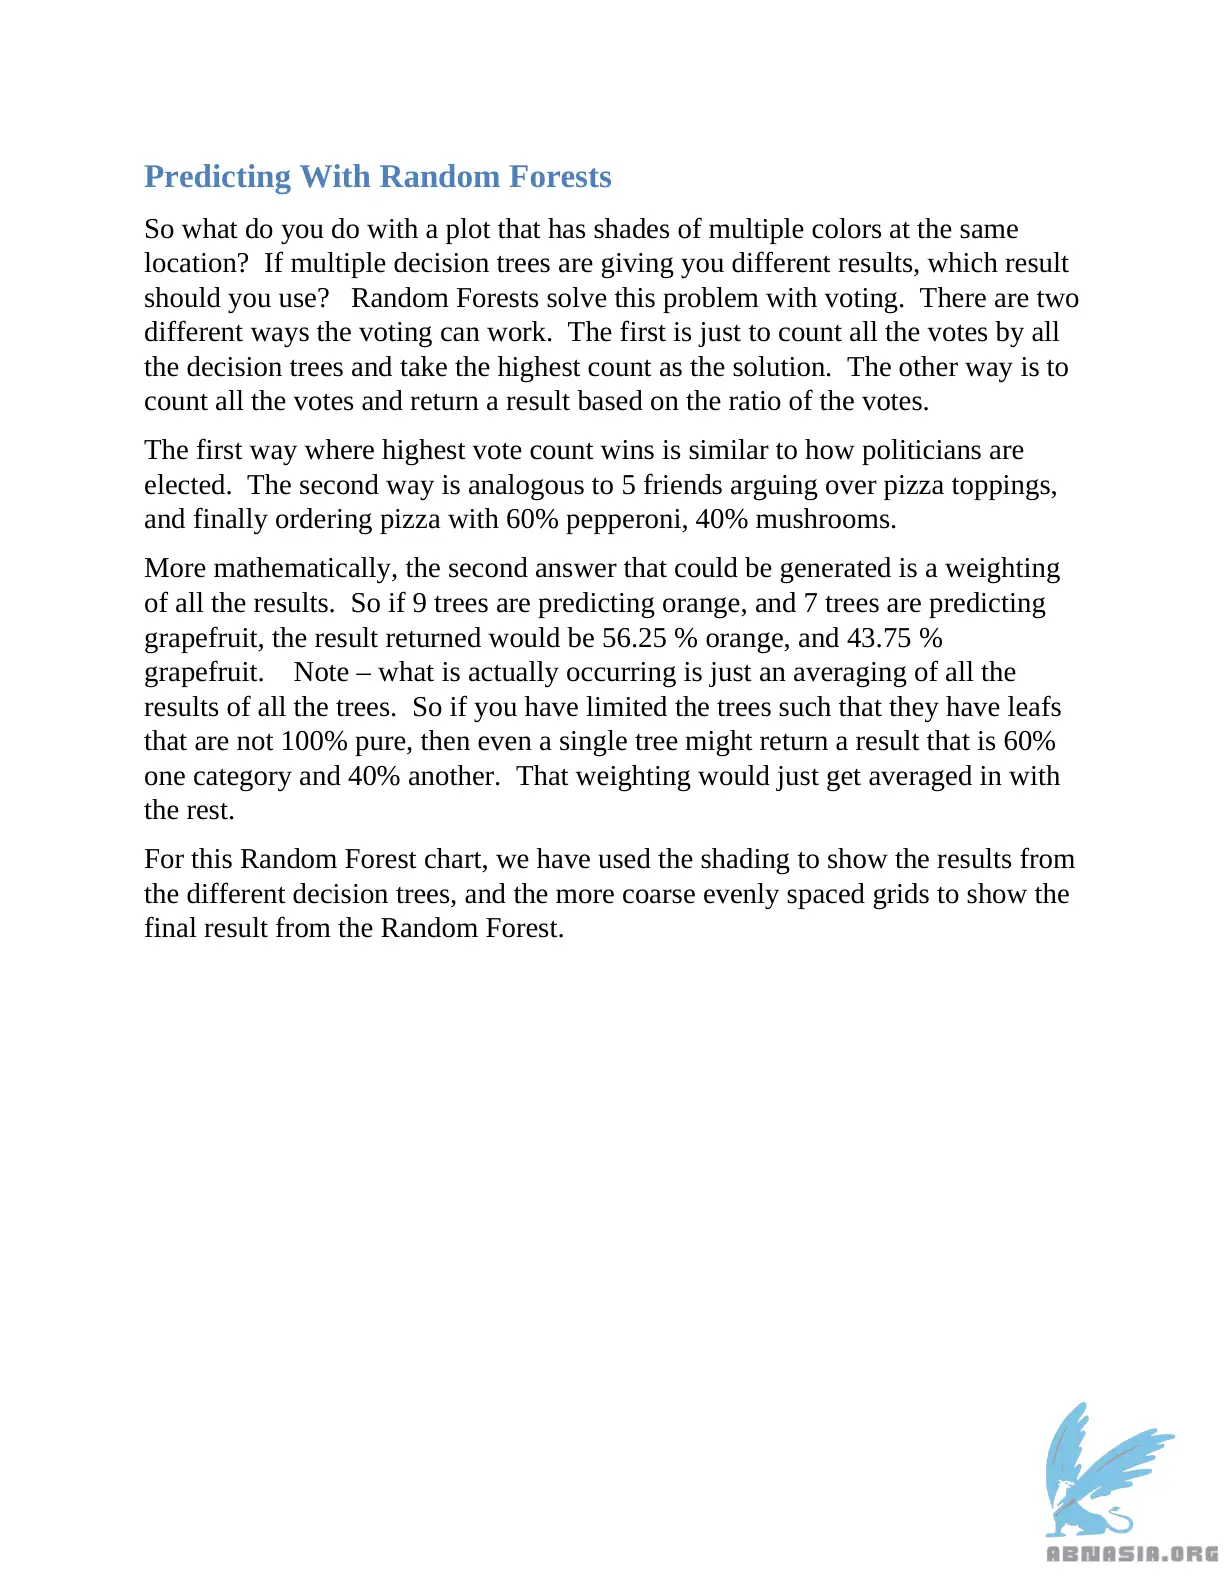 Predicting With Random Forests
So what do you do with a plot that has shades of multiple colors at the same
location?  If multiple decision trees are giving you different results, which result
should you use?   Random Forests solve this problem with voting.  There are two
different ways the voting can work.  The first is just to count all the votes by all
the decision trees and take the highest count as the solution.  The other way is to
count all the votes and return a result based on the ratio of the votes.
The first way where highest vote count wins is similar to how politicians are
elected.  The second way is analogous to 5 friends arguing over pizza toppings,
and finally ordering pizza with 60% pepperoni, 40% mushrooms.
More mathematically, the second answer that could be generated is a weighting
of all the results.  So if 9 trees are predicting orange, and 7 trees are predicting
grapefruit, the result returned would be 56.25 % orange, and 43.75 %
grapefruit.    Note – what is actually occurring is just an averaging of all the
results of all the trees.  So if you have limited the trees such that they have leafs
that are not 100% pure, then even a single tree might return a result that is 60%
one category and 40% another.  That weighting would just get averaged in with
the rest.
For this Random Forest chart, we have used the shading to show the results from
the different decision trees, and the more coarse evenly spaced grids to show the
final result from the Random Forest.
ABNASIA.ORG